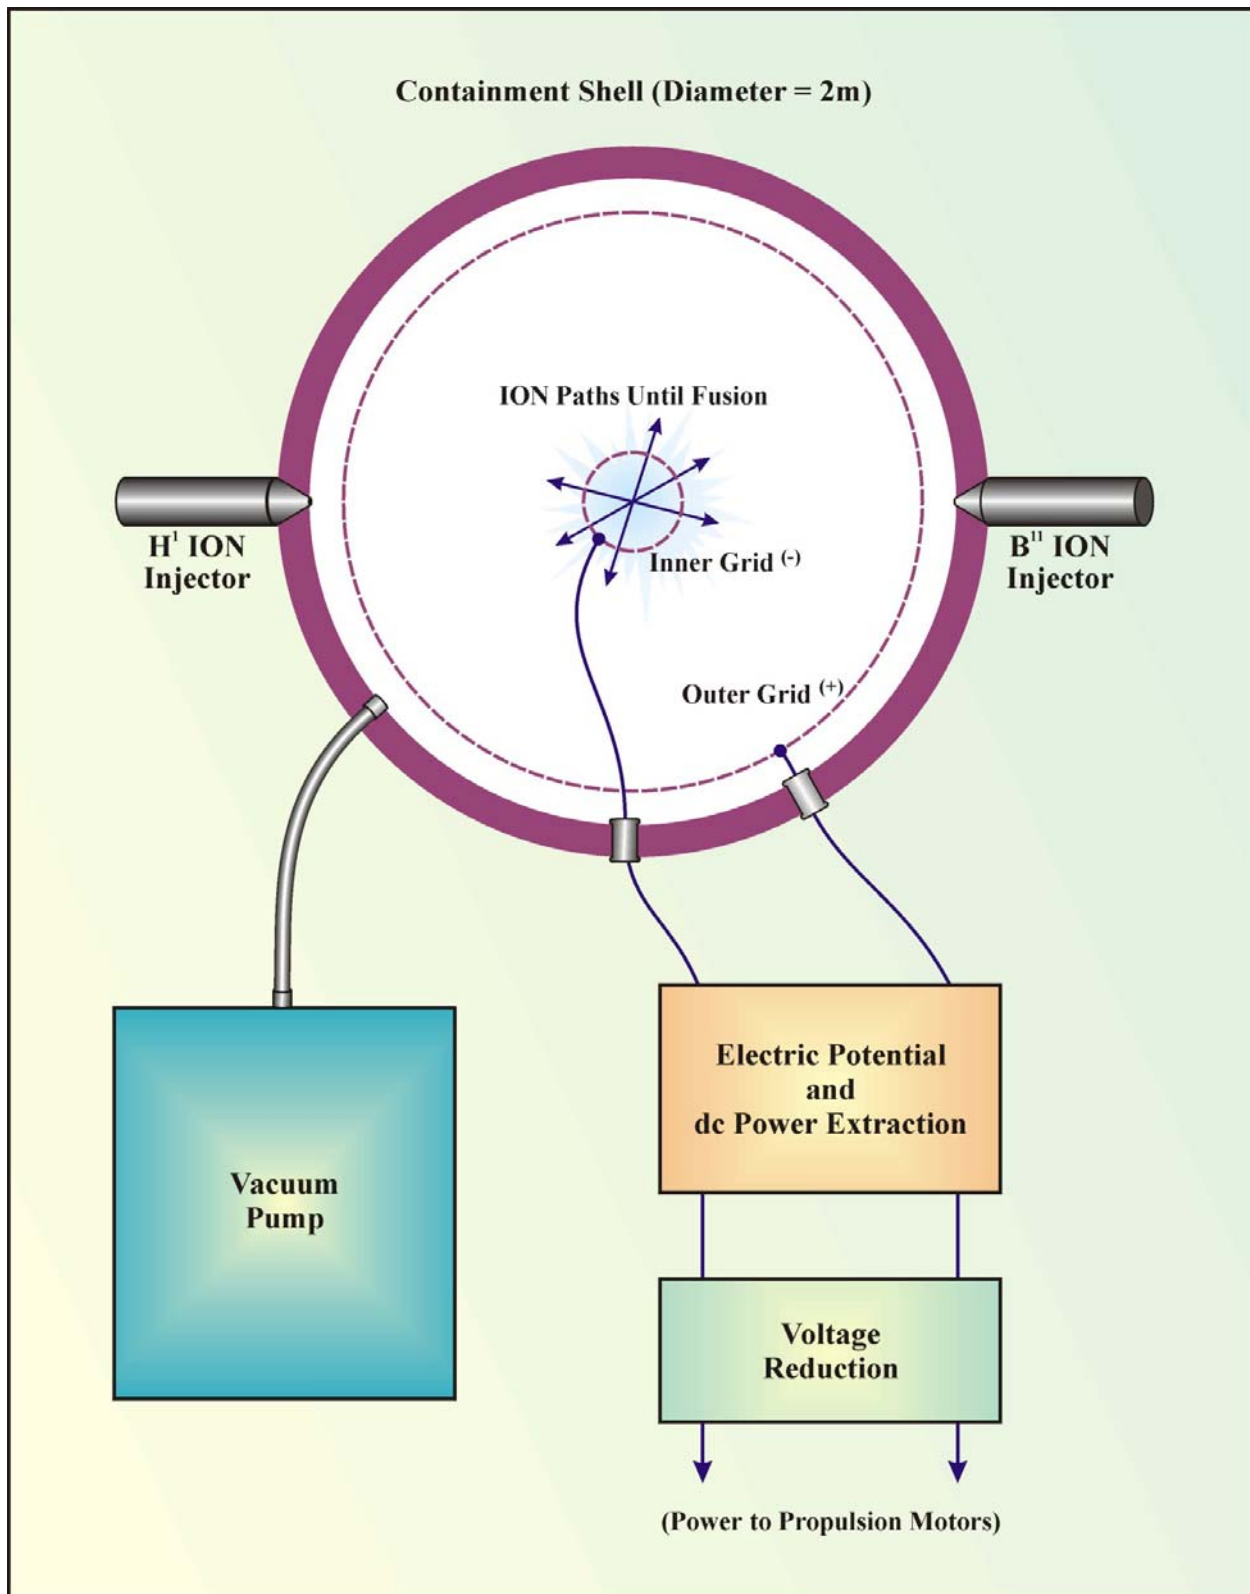 Containment Shell (Diameter = 2m)
ION Paths Until Fusion
H¹ ION
Injector
Inner Grid ⁽⁻⁾
B¹¹ ION
Injector
Outer Grid ⁽⁺⁾
Electric Potential
and
dc Power Extraction
Vacuum
Pump
Voltage
Reduction
(Power to Propulsion Motors)